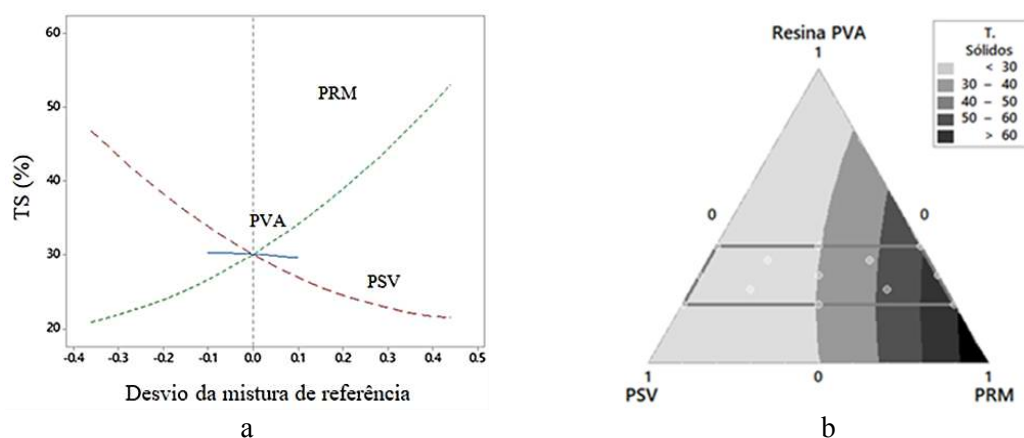 60
50
40
30
20
TS (%)
PRM
PVA
PSV
-0.4 -0.3 -0.2 -0.1 0.0 0.1 0.2 0.3 0.4 0.5
Desvio da mistura de referência
a
Resina PVA
1
T.
Sólidos
< 30
30 – 40
40 – 50
50 – 60
> 60
0 0
1 0 1
PSV PRM
b